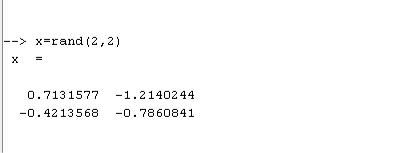 --> x=rand(2,2)
x =
0.7131577 -1.2140244
-0.4213568 -0.7860841